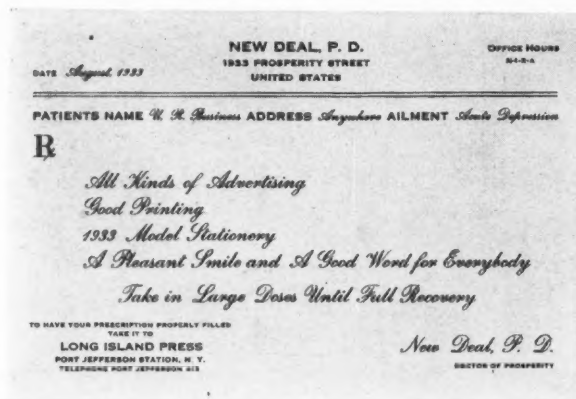 NEW DEAL, P. D.
1933 PROSPERITY STREET
UNITED STATES
OFFICE HOURS
N-I-R-A
DATE August, 1933
PATIENTS NAME U. R. Business ADDRESS Anywhere AILMENT Acute Depression
℞
All Kinds of Advertising
Good Printing
1933 Model Stationery
A Pleasant Smile and A Good Word for Everybody
Take in Large Doses Until Full Recovery
TO HAVE YOUR PRESCRIPTION PROPERLY FILLED
TAKE IT TO
LONG ISLAND PRESS
PORT JEFFERSON STATION, N. Y.
TELEPHONE PORT JEFFERSON
New Deal, P. D.
DOCTOR OF PROSPERITY